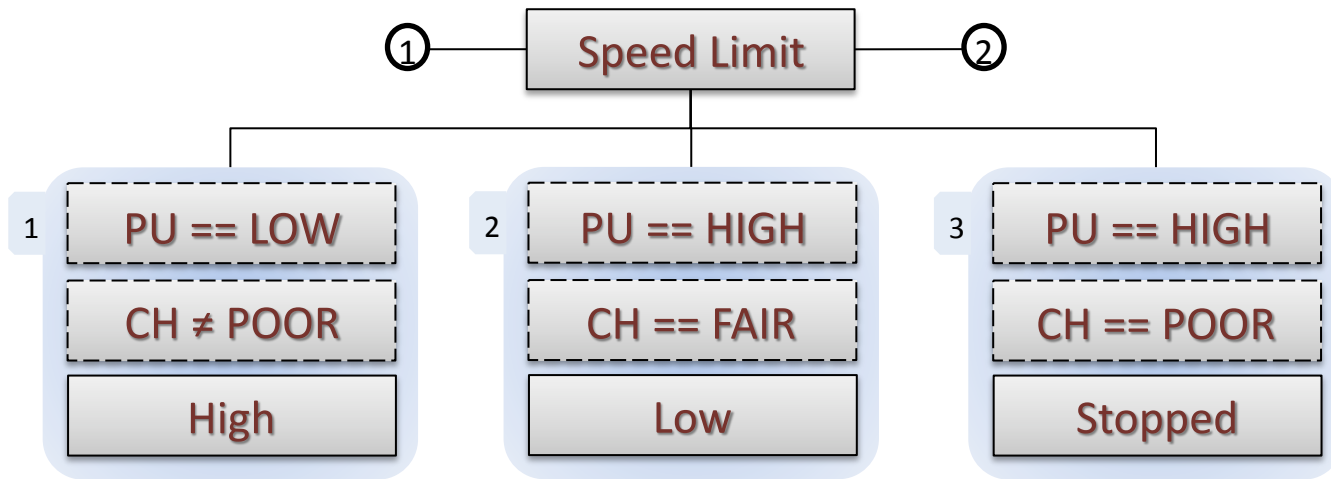 1
Speed Limit
2
1
PU == LOW
CH ≠ POOR
High
2
PU == HIGH
CH == FAIR
Low
3
PU == HIGH
CH == POOR
Stopped